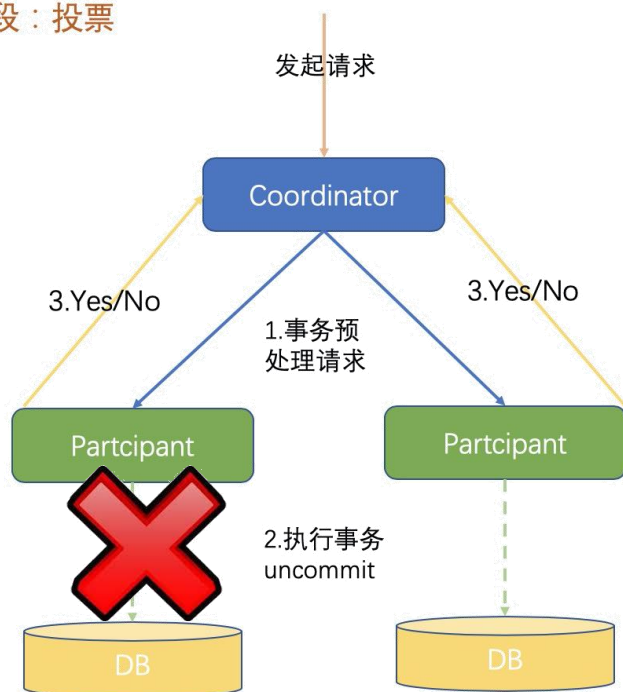 段：投票
发起请求
Coordinator
3.Yes/No
3.Yes/No
1.事务预
处理请求
Partcipant
Partcipant
2.执行事务
uncommit
DB
DB